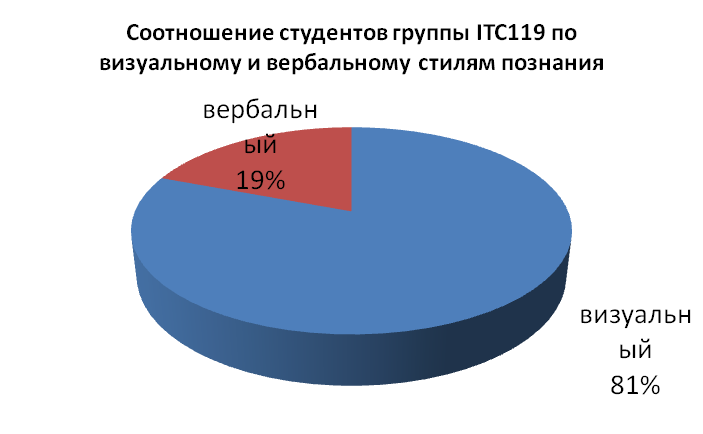 Соотношение студентов группы ITC119 по
визуальному и вербальному стилям познания
вербальн
ый
19%
визуальн
ый
81%